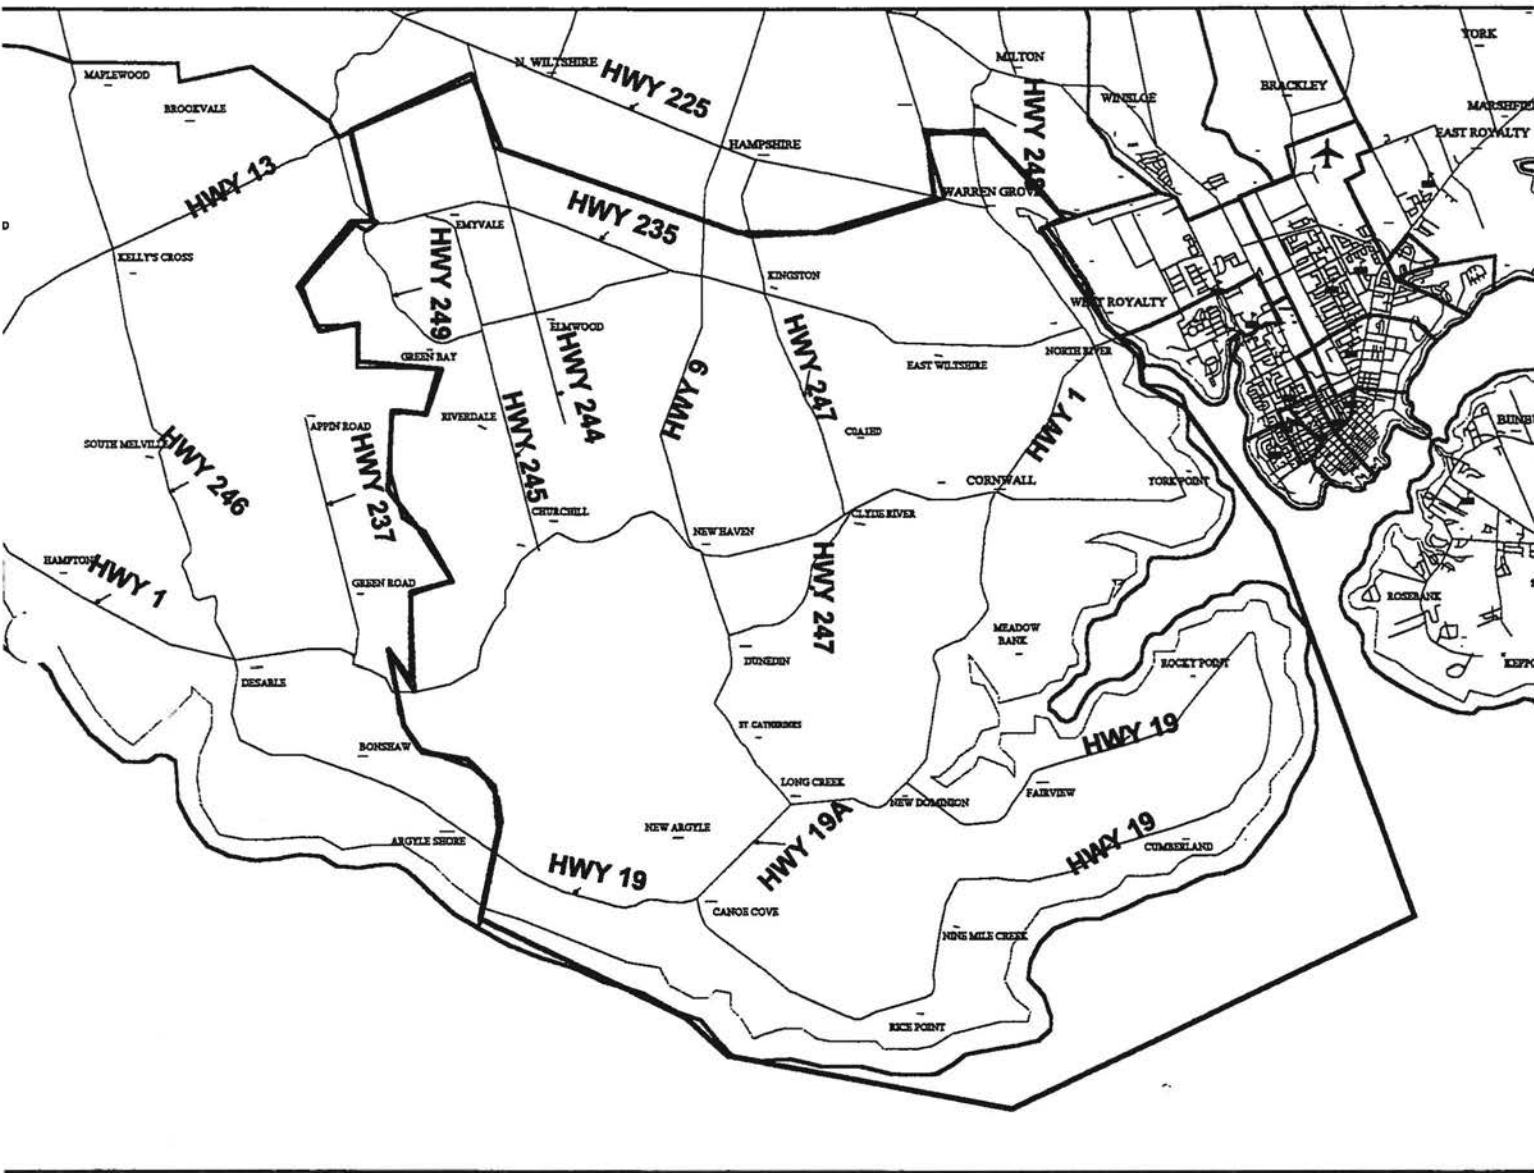 YORK
N. WILTSHIRE
MILTON
MAPLEWOOD
HWY 225
BRACKLEY
WINSLOE
BROOKVALE
HAMPSHIRE
EAST ROYALTY
HWY 13
WARREN GROVE
HWY 235
EMYVALE
KELLY'S CROSS
HWY 249
KINGSTON
WEST ROYALTY
ELMWOOD
GREEN BAY
HWY 244
HWY 247
NORTH RIVER
EAST WILTSHIRE
HWY 9
HWY 1
RIVERDALE
APPIN ROAD
SOUTH MELVILLE
HWY 246
HWY 237
HWY 245
CORNWALL
YORK POINT
CHURCHILL
CLYDE RIVER
NEW HAVEN
HAMPTON
HWY 1
GREEN ROAD
HWY 247
ROSEBANK
MEADOW
BANK
DUNEDIN
ROCKY POINT
DESABLE
ST CATHERINES
HWY 19
BONSHAW
LONG CREEK
FAIRVIEW
NEW DOMINION
NEW ARGYLE
ARGYLE SHORE
HWY 19A
HWY 19
CUMBERLAND
HWY 19
CANOE COVE
NINE MILE CREEK
RICE POINT